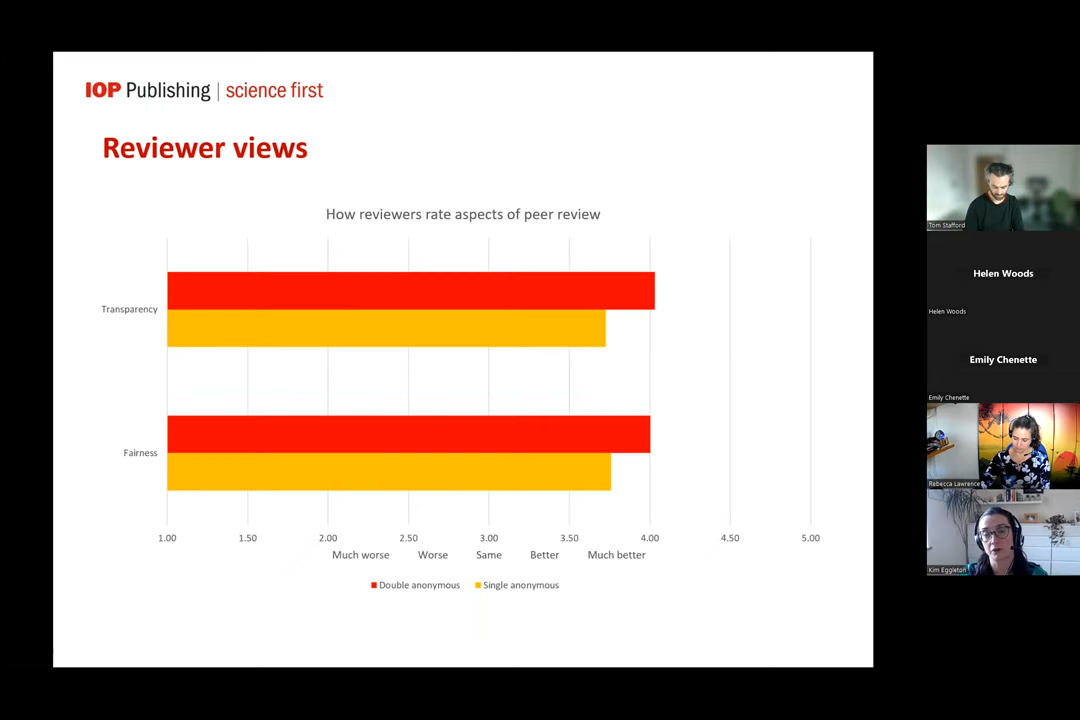 IOP Publishing | science first
Reviewer views
How reviewers rate aspects of peer review
Transparency
Fairness
1.00 1.50 2.00 2.50 3.00 3.50 4.00 4.50 5.00
Much worse Worse Same Better Much better
Double anonymous Single anonymous
Tom Stafford
Helen Woods
Helen Woods
Emily Chenette
Emily Chenette
Rebecca Lawrence
Kim Eggleton